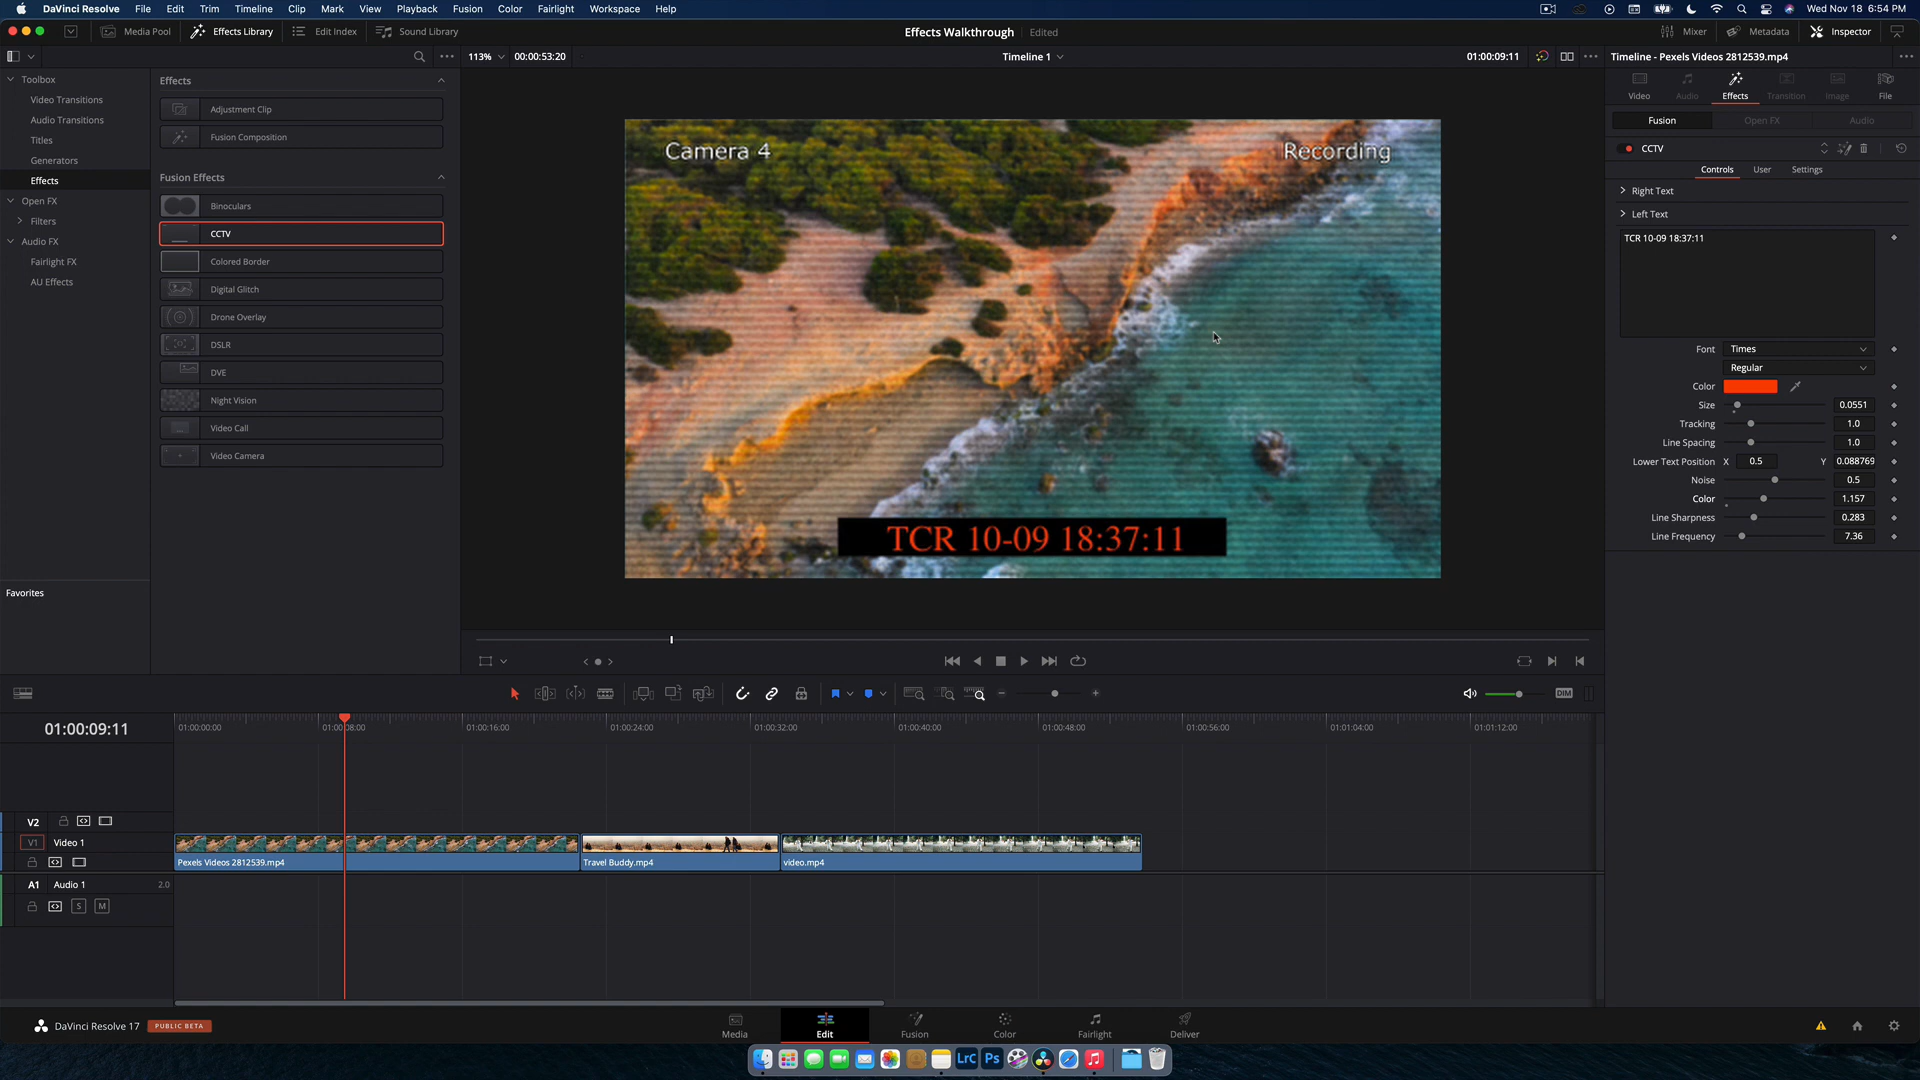 DaVinci Resolve File Edit Trim Timeline Clip Mark View Playback Fusion Color Fairlight Workspace Help
Wed Nov 18 6:54 PM
Media Pool Effects Library Edit Index Sound Library
Effects Walkthrough Edited
Mixer Metadata Inspector
113% 00:00:53:20 Timeline 1 01:00:09:11
Timeline - Pexels Videos 2812539.mp4
Toolbox
Video Transitions
Audio Transitions
Titles
Generators
Effects
Open FX
Filters
Audio FX
Fairlight FX
AU Effects
Favorites
Effects
Adjustment Clip
Fusion Composition
Fusion Effects
Binoculars
CCTV
Colored Border
Digital Glitch
Drone Overlay
DSLR
DVE
Night Vision
Video Call
Video Camera
Camera 4 Recording
TCR 10-09 18:37:11
Video Audio Effects Transition Image File
Fusion Open FX Audio
CCTV
Controls User Settings
Right Text
Left Text
TCR 10-09 18:37:11
Font Times
Regular
Color
Size 0.0551
Tracking 1.0
Line Spacing 1.0
Lower Text Position X 0.5 Y 0.088769
Noise 0.5
Color 1.157
Line Sharpness 0.283
Line Frequency 7.36
DIM
01:00:09:11
01:00:00:00 01:00:08:00 01:00:16:00 01:00:24:00 01:00:32:00 01:00:40:00 01:00:48:00 01:00:56:00 01:01:04:00 01:01:12:00
V2
V1 Video 1
Pexels Videos 2812539.mp4 Travel Buddy.mp4 video.mp4
A1 Audio 1 2.0
S M
DaVinci Resolve 17 PUBLIC BETA
Media Edit Fusion Color Fairlight Deliver
LrC Ps